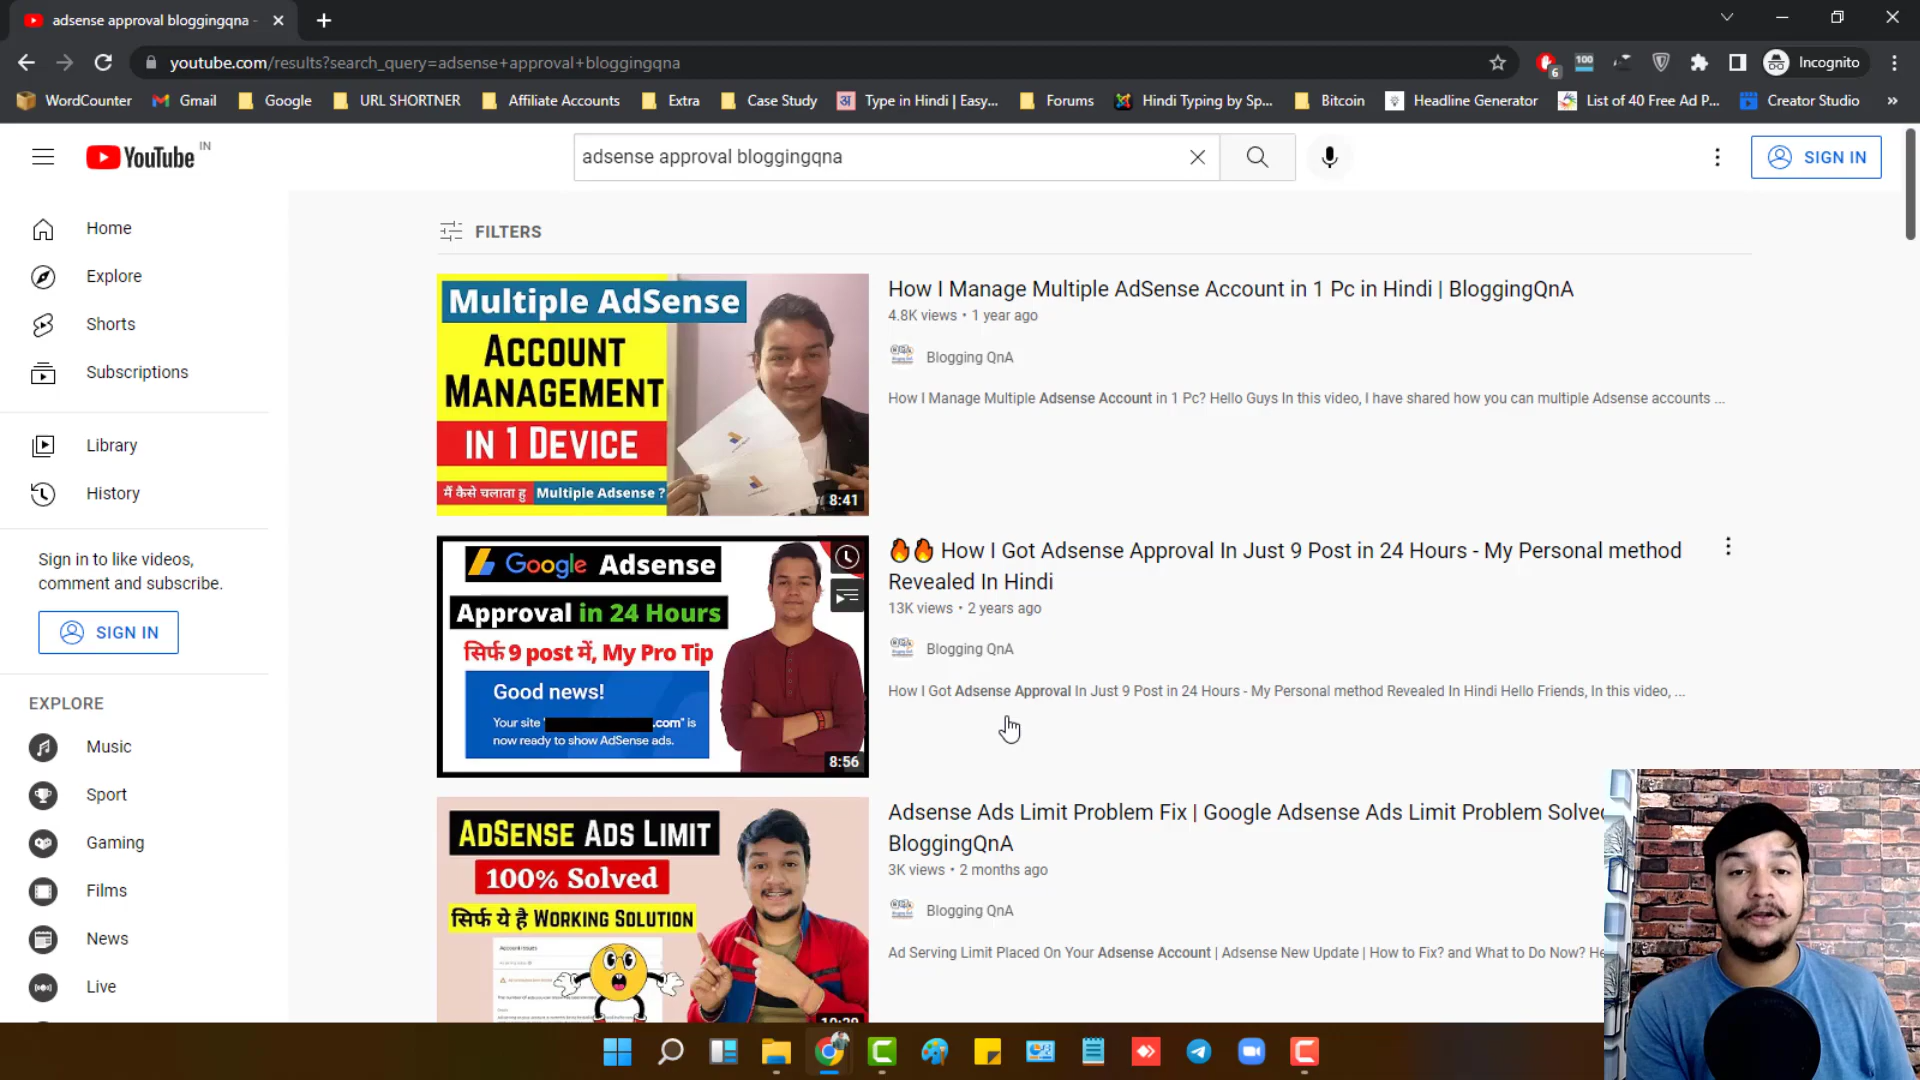 adsense approval bloggingqna -
youtube.com/results?search_query=adsense+approval+bloggingqna
6
100
Incognito
WordCounter
Gmail
Google
URL SHORTNER
Affiliate Accounts
Extra
Case Study
Type in Hindi | Easy,...
Forums
Hindi Typing by Sp...
Bitcoin
Headline Generator
List of 40 Free Ad P...
Creator Studio
»
YouTube IN
adsense approval bloggingqna
SIGN IN
Home
Explore
Shorts
Subscriptions
Library
History
Sign in to like videos,
comment and subscribe.
SIGN IN
EXPLORE
Music
Sport
Gaming
Films
News
Live
FILTERS
Multiple AdSense
Account
Management
in 1 Device
मैं कैसे चलाता हु Multiple Adsense ?
8:41
How I Manage Multiple AdSense Account in 1 Pc in Hindi | BloggingQnA
4.8K views • 1 year ago
Blogging QnA
How I Manage Multiple Adsense Account in 1 Pc? Hello Guys In this video, I have shared how you can multiple Adsense accounts ...
Google Adsense
Approval in 24 Hours
सिर्फ 9 post में, My Pro Tip
Good news!
Your site " .com" is
now ready to show AdSense ads.
8:56
🔥🔥 How I Got Adsense Approval In Just 9 Post in 24 Hours - My Personal method
Revealed In Hindi
13K views • 2 years ago
Blogging QnA
How I Got Adsense Approval In Just 9 Post in 24 Hours - My Personal method Revealed In Hindi Hello Friends, In this video, ...
AdSense Ads Limit
100% Solved
सिर्फ ये है Working Solution
10:29
Adsense Ads Limit Problem Fix | Google Adsense Ads Limit Problem Solved
BloggingQnA
3K views • 2 months ago
Blogging QnA
Ad Serving Limit Placed On Your Adsense Account | Adsense New Update | How to Fix? and What to Do Now? He